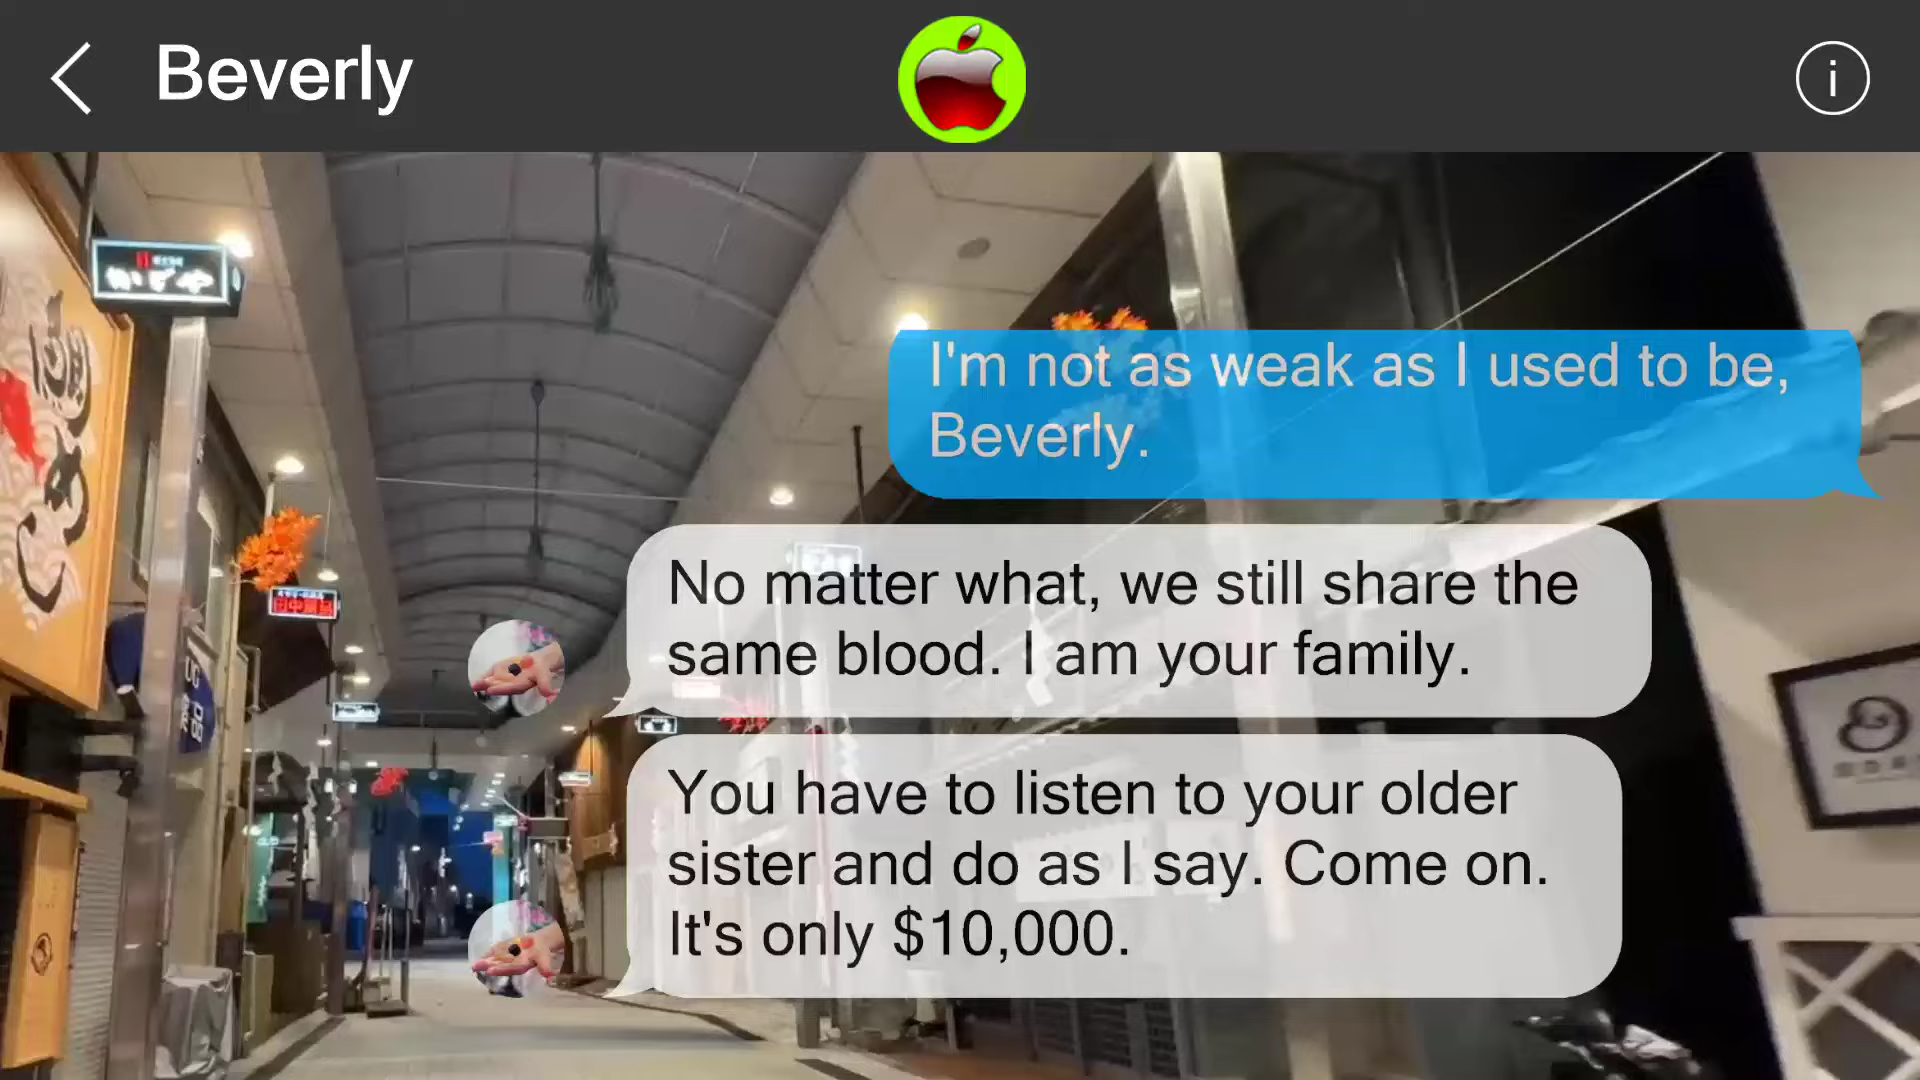 Beverly
I'm not as weak as I used to be,
Beverly.
No matter what, we still share the
same blood. I am your family.
You have to listen to your older
sister and do as I say. Come on.
It's only $10,000.